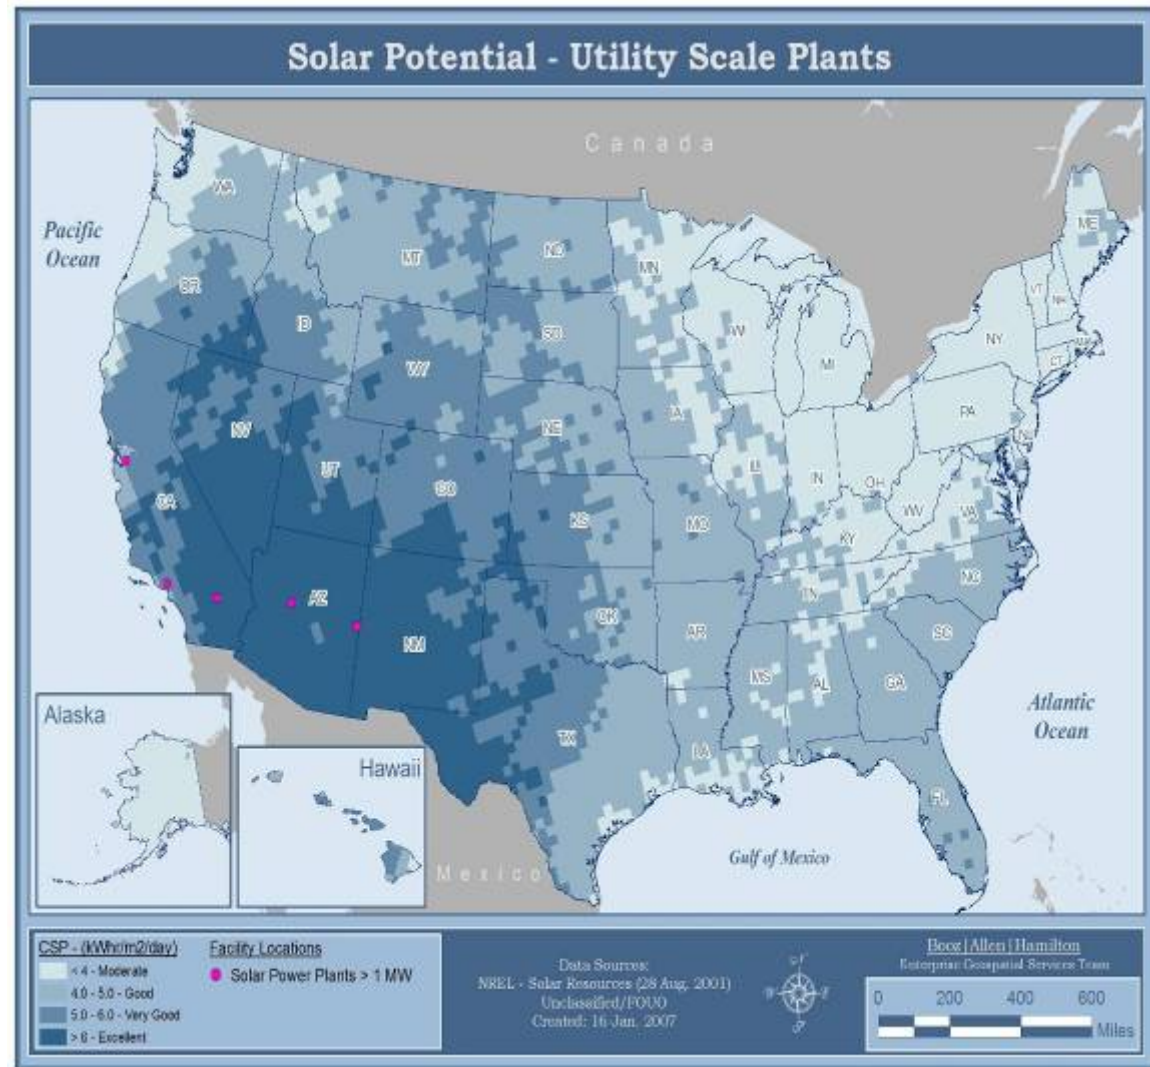 Solar Potential - Utility Scale Plants
Canada
Pacific
Ocean
WA
MT
ND
MN
ME
OR
ID
SD
WI
VT
NH
WY
MI
NY
MA
CT
IA
PA
NV
NE
NJ
UT
IL
IN
OH
CO
CA
WV
VA
KS
MO
KY
NC
AZ
TN
OK
NM
AR
SC
MS
AL
GA
Atlantic
Ocean
TX
LA
FL
Alaska
Hawaii
Gulf of Mexico
Mexico
CSP - (kWhr/m2/day)
< 4 - Moderate
4.0 - 5.0 - Good
5.0 - 6.0 - Very Good
> 6 - Excellent
Facility Locations
Solar Power Plants > 1 MW
Data Sources:
NREL - Solar Resources (28 Aug, 2001)
Unclassified/FOUO
Created: 16 Jan, 2007
Booz | Allen | Hamilton
Enterprise Geospatial Services Team
0 200 400 600
Miles